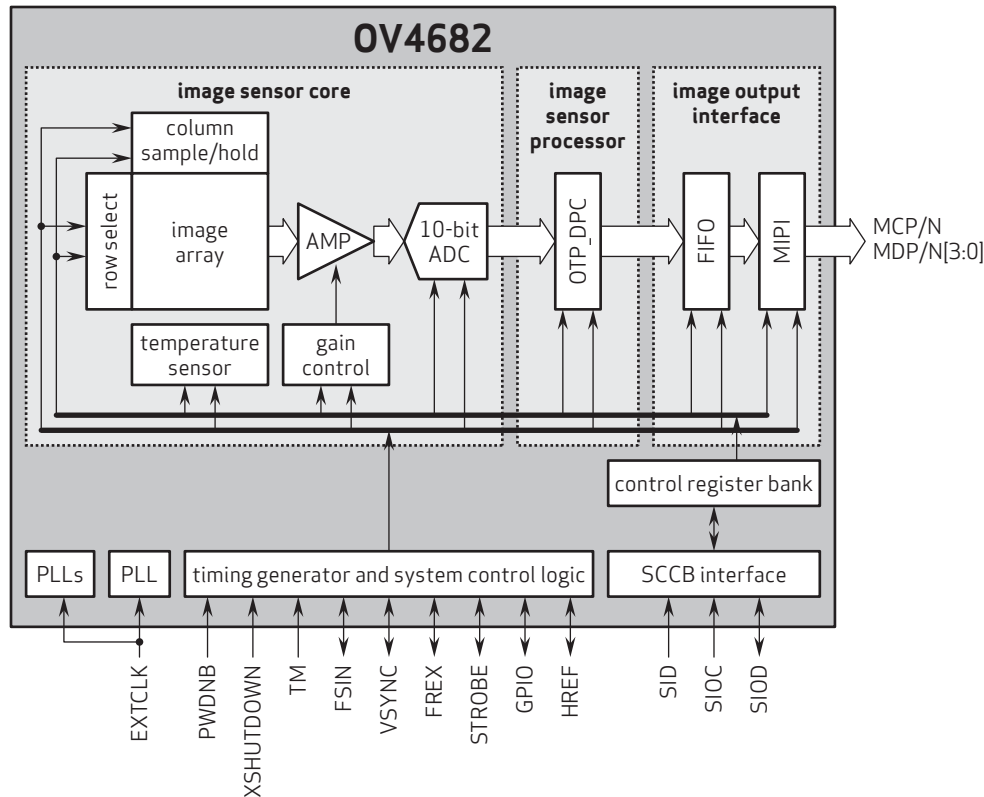 OV4682
image sensor core
image
sensor
processor
image output
interface
column
sample/hold
row select
image
array
AMP
10-bit
ADC
OTP_DPC
FIFO
MIPI
MCP/N
MDP/N[3:0]
temperature
sensor
gain
control
control register bank
PLLs
PLL
timing generator and system control logic
SCCB interface
EXTCLK
PWDNB
XSHUTDOWN
TM
FSIN
VSYNC
FREX
STROBE
GPIO
HREF
SID
SIOC
SIOD